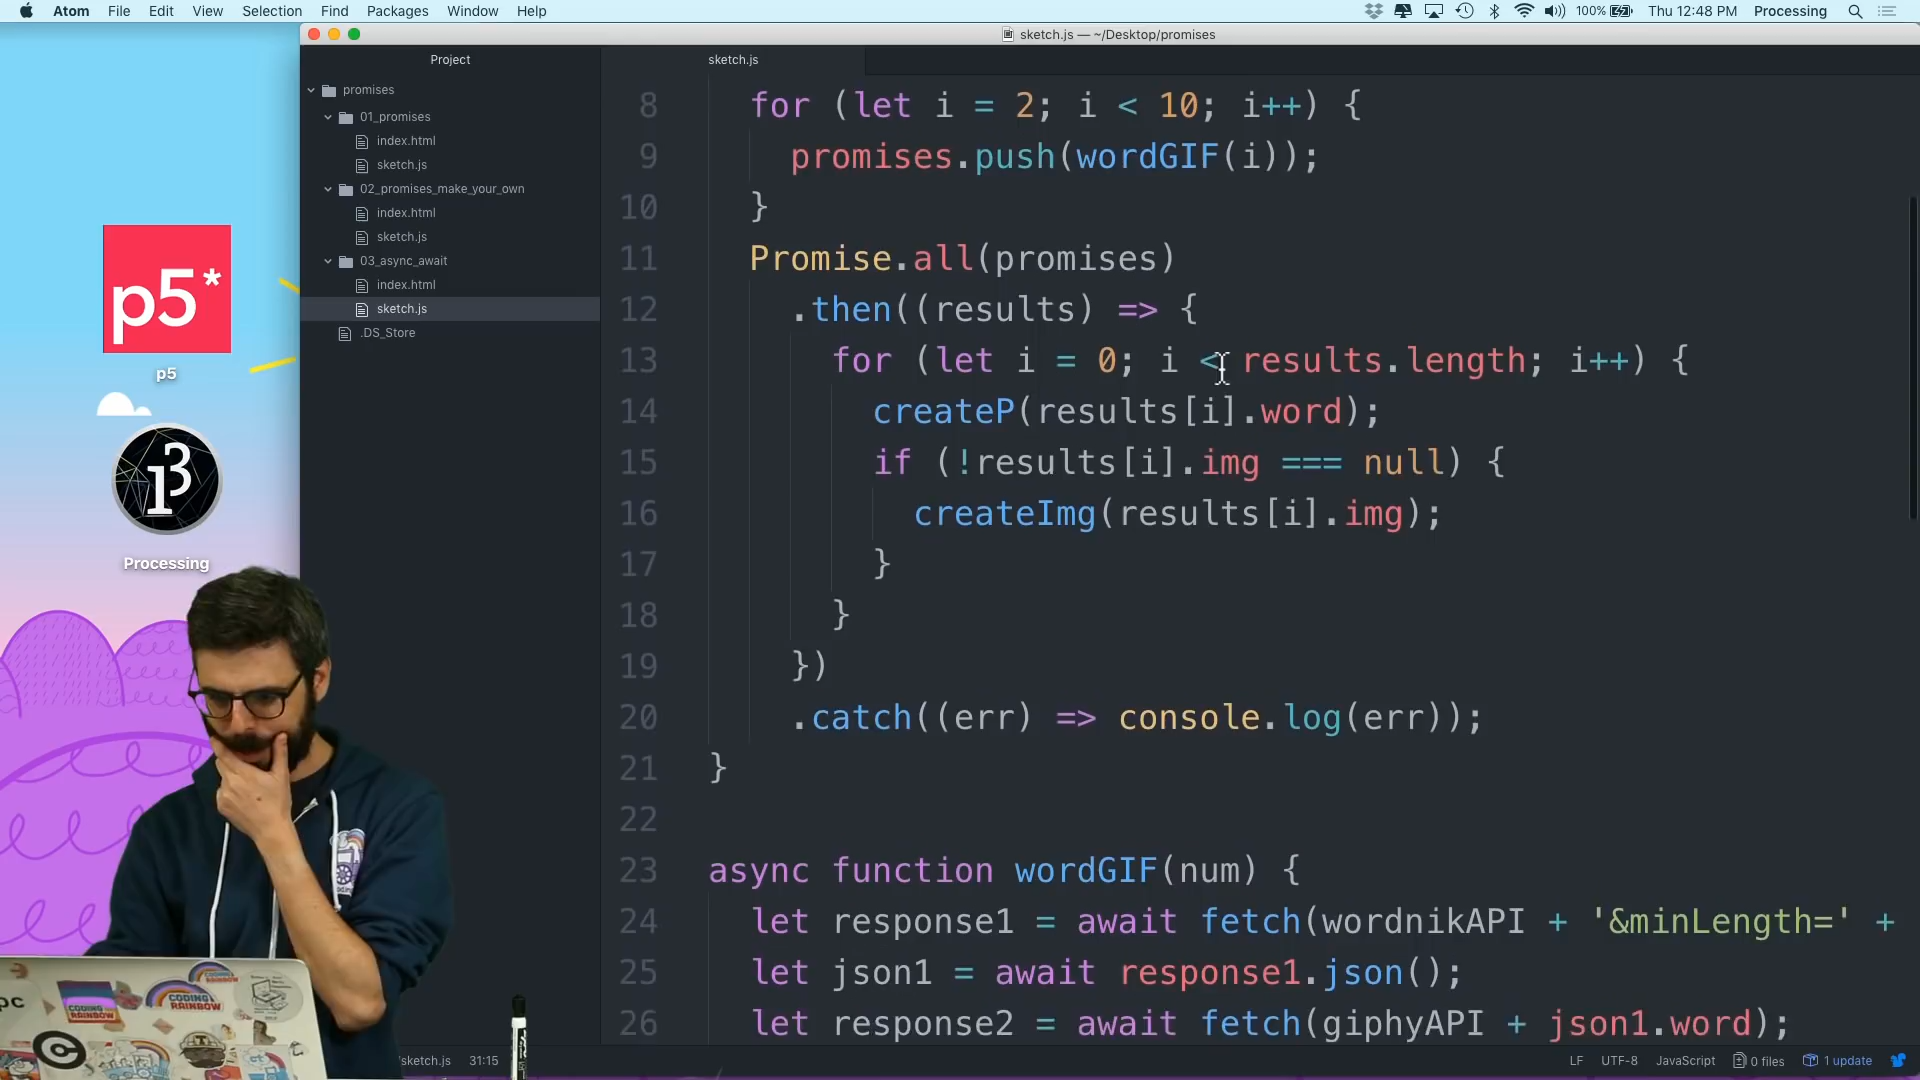 Atom File Edit View Selection Find Packages Window Help
100% Thu 12:48 PM Processing
sketch.js — ~/Desktop/promises
Project
promises
01_promises
index.html
sketch.js
02_promises_make_your_own
index.html
sketch.js
03_async_await
index.html
sketch.js
.DS_Store
p5*
p5
i3
Processing
sketch.js
8 for (let i = 2; i < 10; i++) {
9 promises.push(wordGIF(i));
10 }
11 Promise.all(promises)
12 .then((results) => {
13 for (let i = 0; i < results.length; i++) {
14 createP(results[i].word);
15 if (!results[i].img === null) {
16 createImg(results[i].img);
17 }
18 }
19 })
20 .catch((err) => console.log(err));
21 }
22
23 async function wordGIF(num) {
24 let response1 = await fetch(wordnikAPI + '&minLength=' +
25 let json1 = await response1.json();
26 let response2 = await fetch(giphyAPI + json1.word);
CODING
RAINBOW
CODING
RAINBOW
sketch.js 31:15
LF UTF-8 JavaScript 0 files 1 update